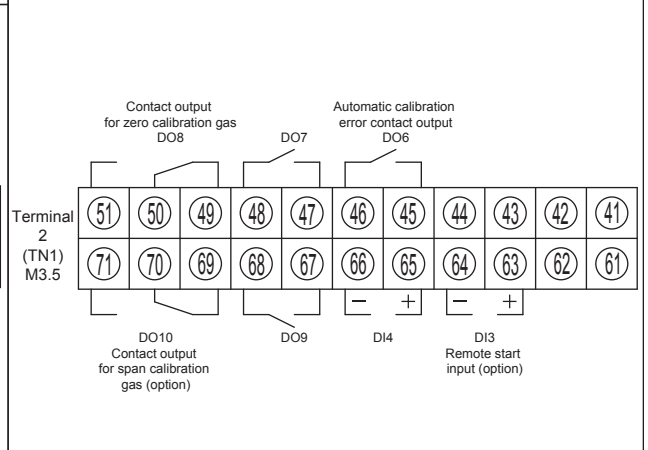 Contact output
for zero calibration gas
DO8
DO7
Automatic calibration
error contact output
DO6
Terminal
2
(TN1)
M3.5
51 50 49 48 47 46 45 44 43 42 41
71 70 69 68 67 66 65 64 63 62 61
− + − +
DO10
Contact output
for span calibration
gas (option)
DO9
DI4
DI3
Remote start
input (option)